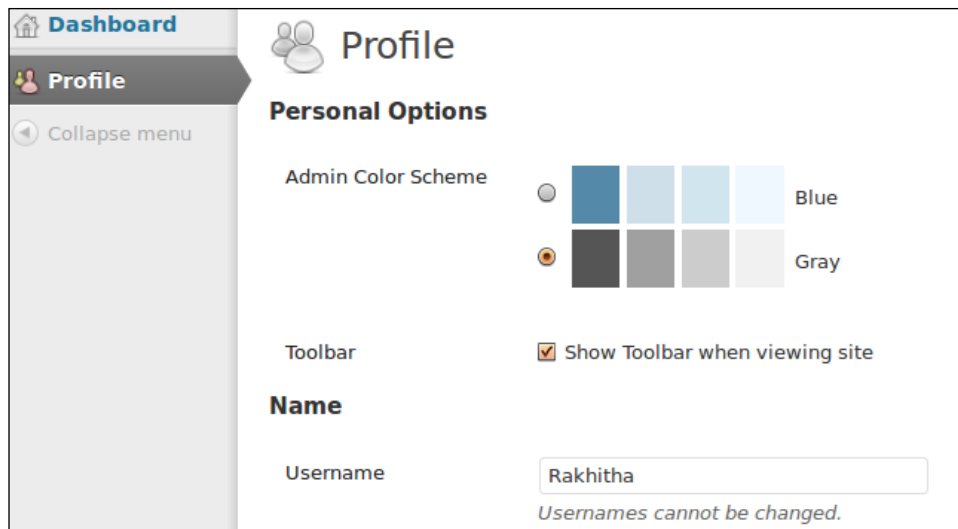 Dashboard
Profile
Collapse menu
Profile
Personal Options
Admin Color Scheme
Blue
Gray
Toolbar
Show Toolbar when viewing site
Name
Username
Rakhitha
Usernames cannot be changed.